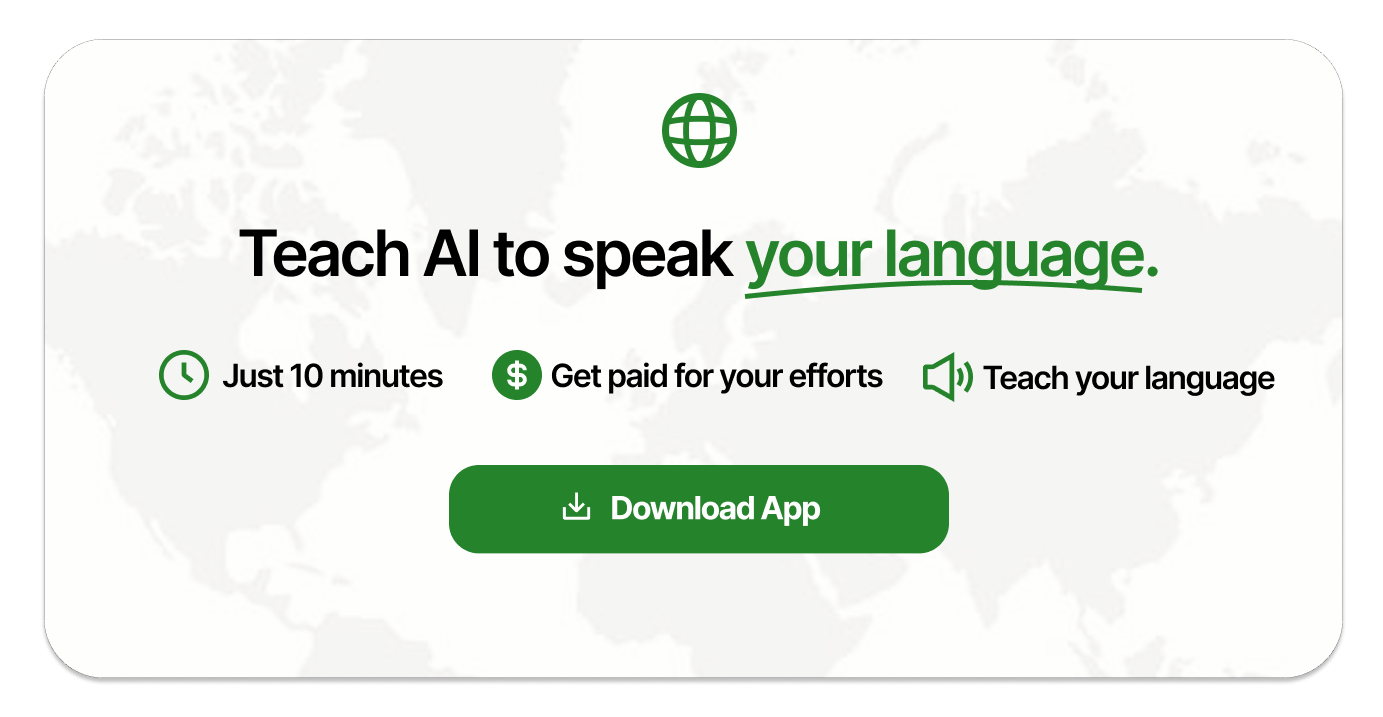 Teach AI to speak your language.
Just 10 minutes
Get paid for your efforts
Teach your language
Download App